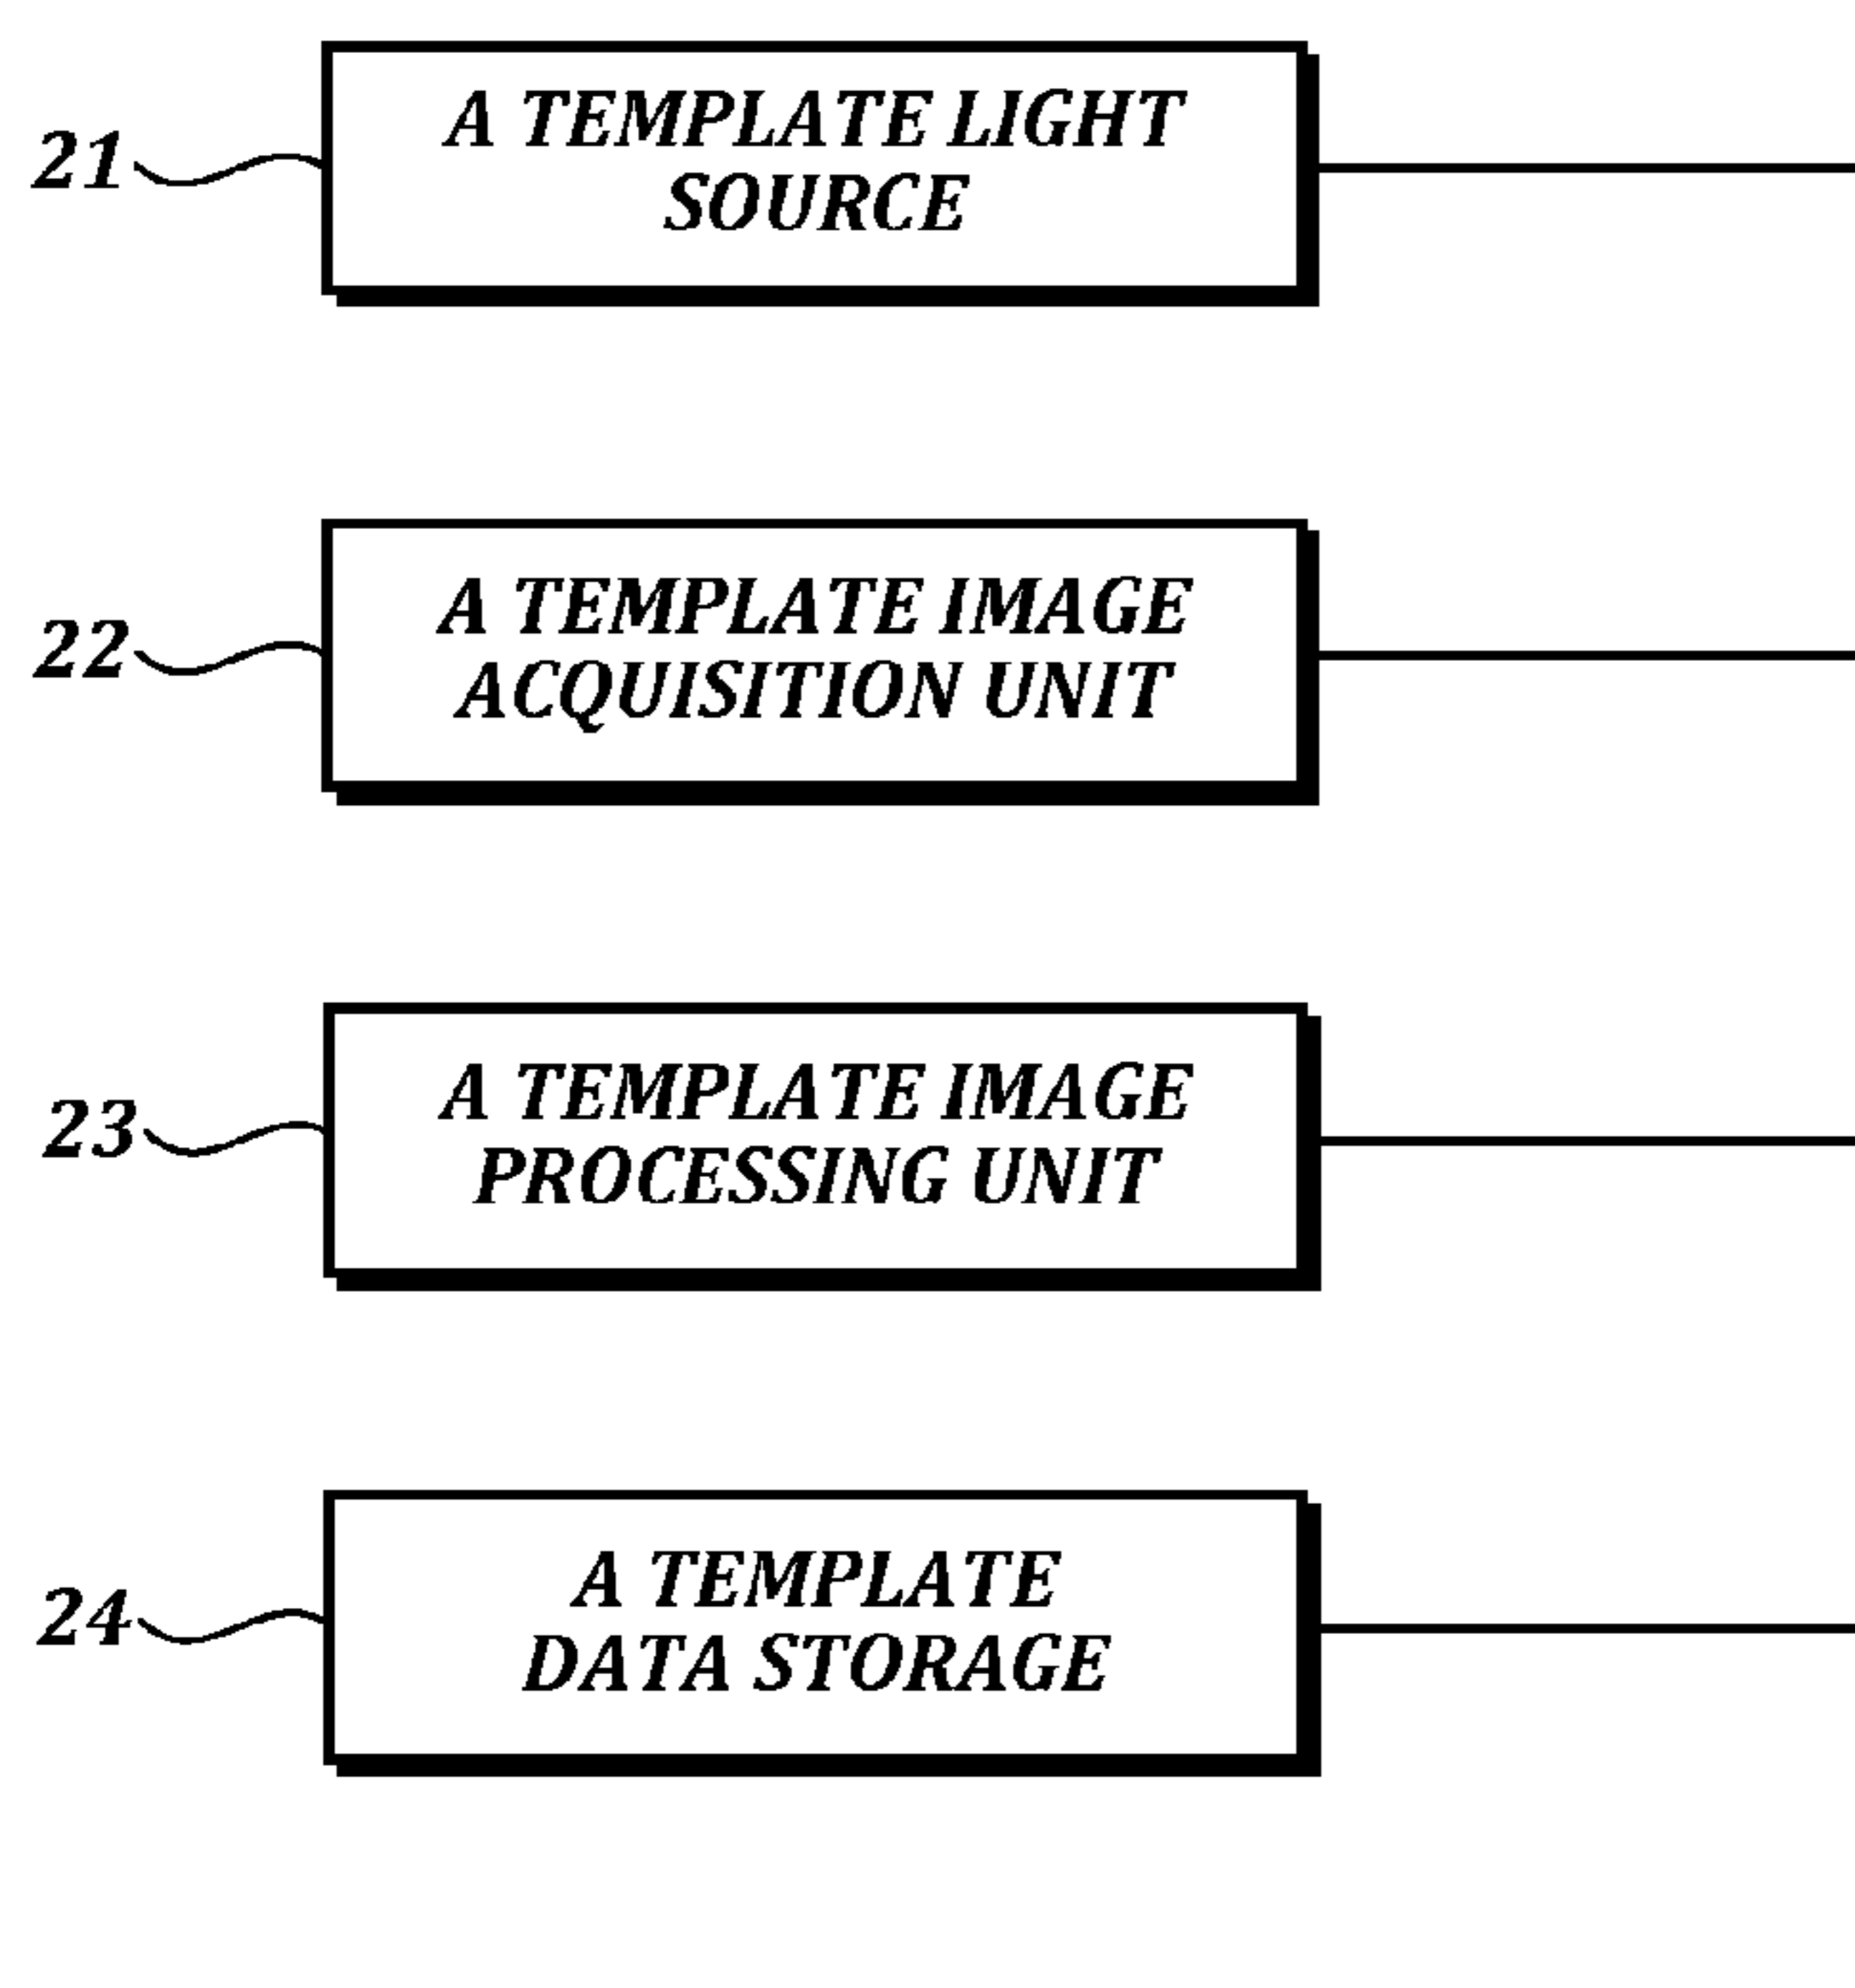 21
A TEMPLATE LIGHT
SOURCE
22
A TEMPLATE IMAGE
ACQUISITION UNIT
23
A TEMPLATE IMAGE
PROCESSING UNIT
24
A TEMPLATE
DATA STORAGE